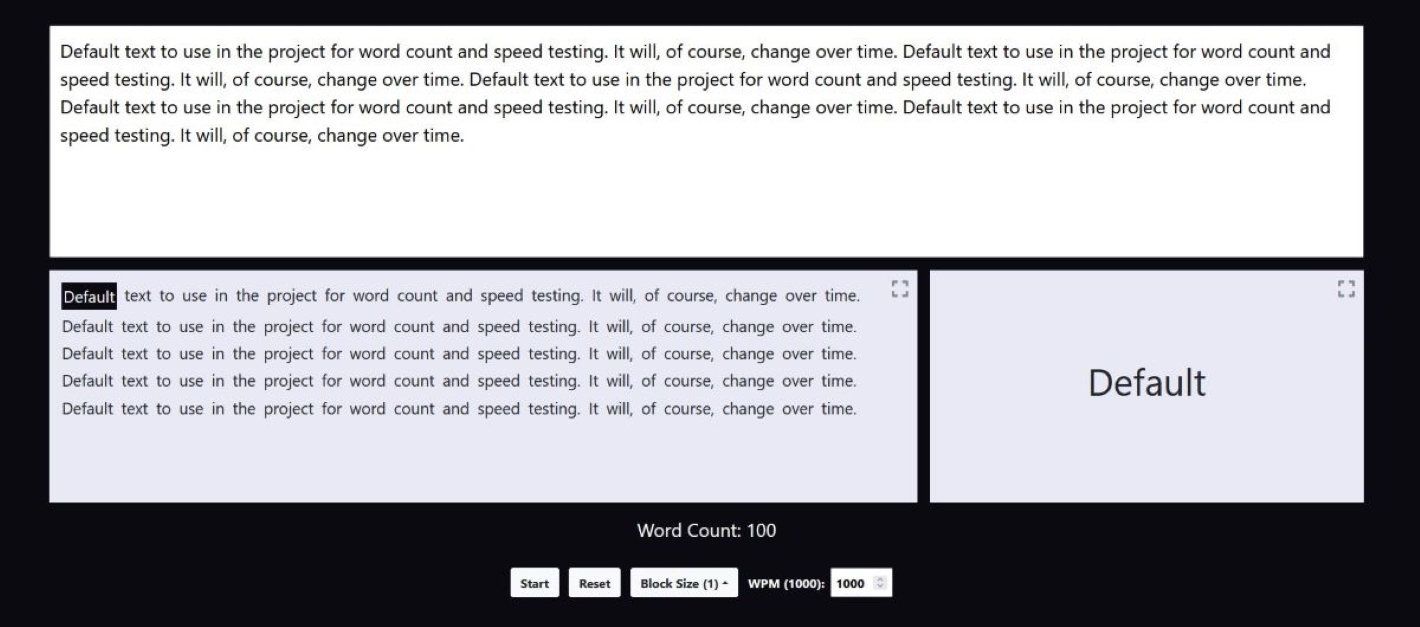 Default text to use in the project for word count and speed testing. It will, of course, change over time. Default text to use in the project for word count and
speed testing. It will, of course, change over time. Default text to use in the project for word count and speed testing. It will, of course, change over time.
Default text to use in the project for word count and speed testing. It will, of course, change over time. Default text to use in the project for word count and
speed testing. It will, of course, change over time.
Default text to use in the project for word count and speed testing. It will, of course, change over time.
Default text to use in the project for word count and speed testing. It will, of course, change over time.
Default text to use in the project for word count and speed testing. It will, of course, change over time.
Default text to use in the project for word count and speed testing. It will, of course, change over time.
Default text to use in the project for word count and speed testing. It will, of course, change over time.
Default
Word Count: 100
Start Reset Block Size (1) WPM (1000): 1000